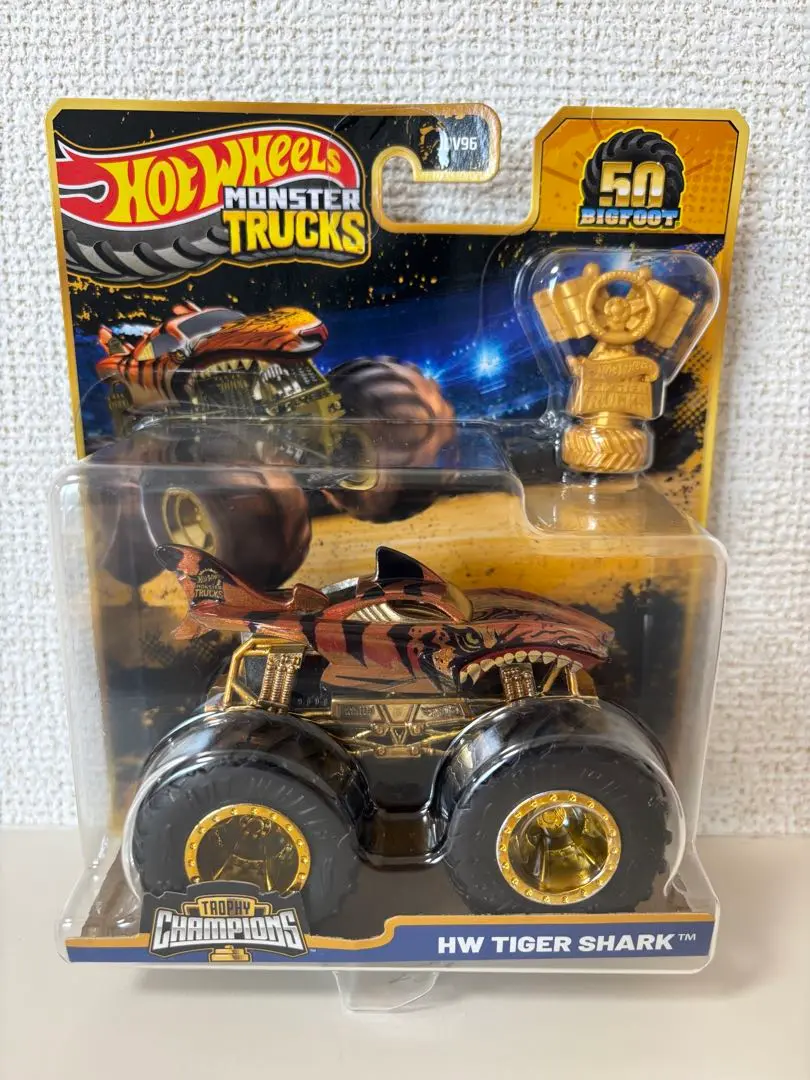 HOT WHEELS
MONSTER
TRUCKS
50
BIGFOOT
TROPHY
CHAMPIONS
HW TIGER SHARK™